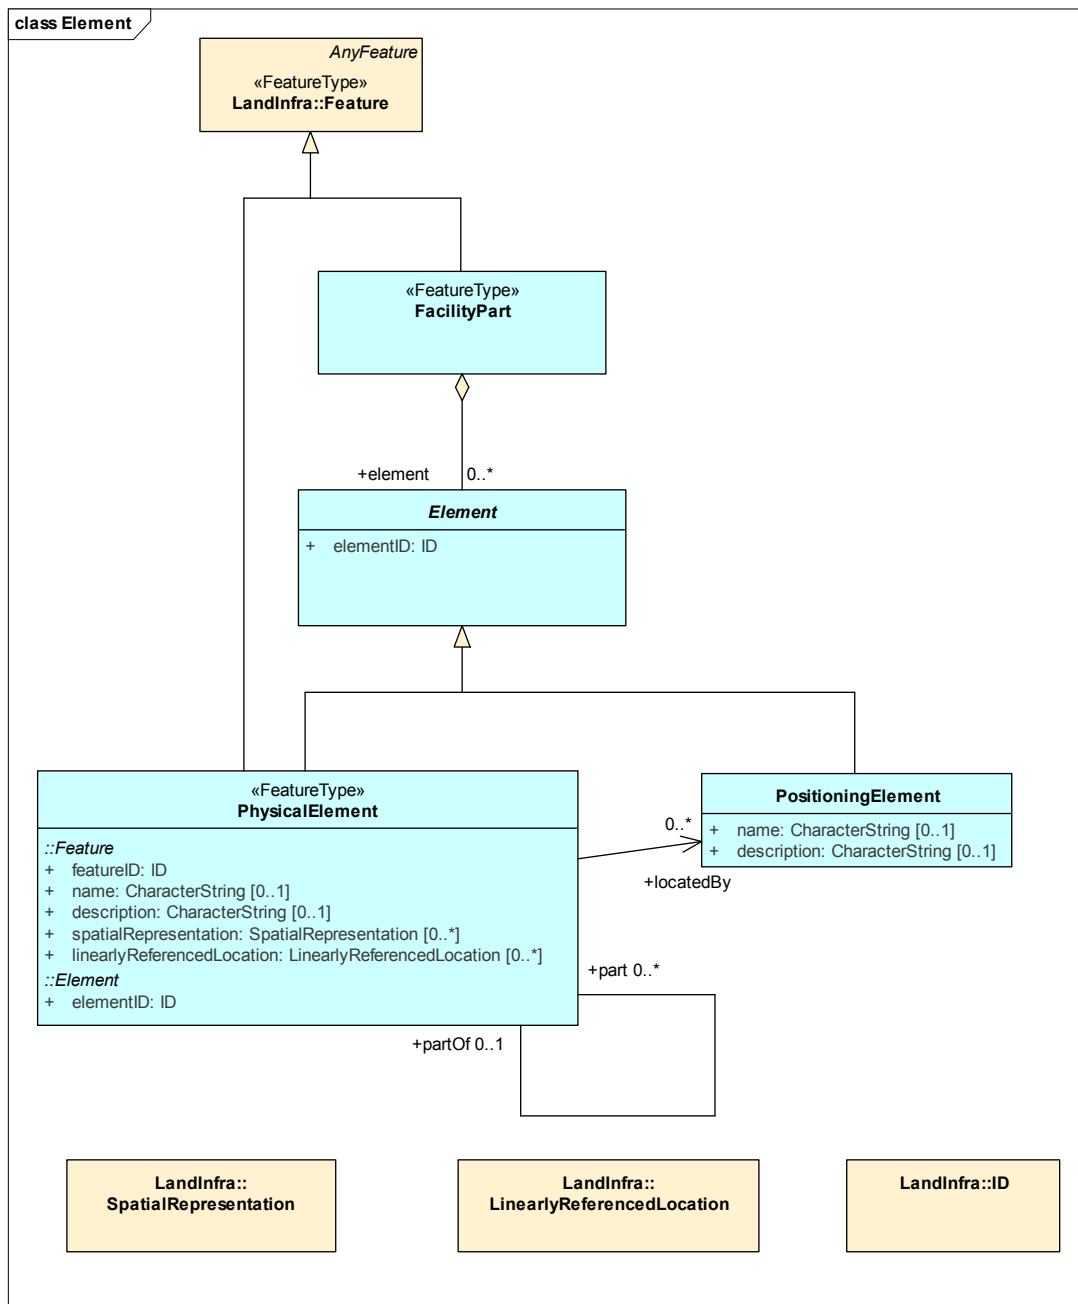 class Element
AnyFeature
«FeatureType»
LandInfra::Feature
«FeatureType»
FacilityPart
+element 0..*
Element
+ elementID: ID
«FeatureType»
PhysicalElement
::Feature
+ featureID: ID
+ name: CharacterString [0..1]
+ description: CharacterString [0..1]
+ spatialRepresentation: SpatialRepresentation [0..*]
+ linearlyReferencedLocation: LinearlyReferencedLocation [0..*]
::Element
+ elementID: ID
PositioningElement
+ name: CharacterString [0..1]
+ description: CharacterString [0..1]
0..*
+locatedBy
+part 0..*
+partOf 0..1
LandInfra::
SpatialRepresentation
LandInfra::
LinearlyReferencedLocation
LandInfra::ID